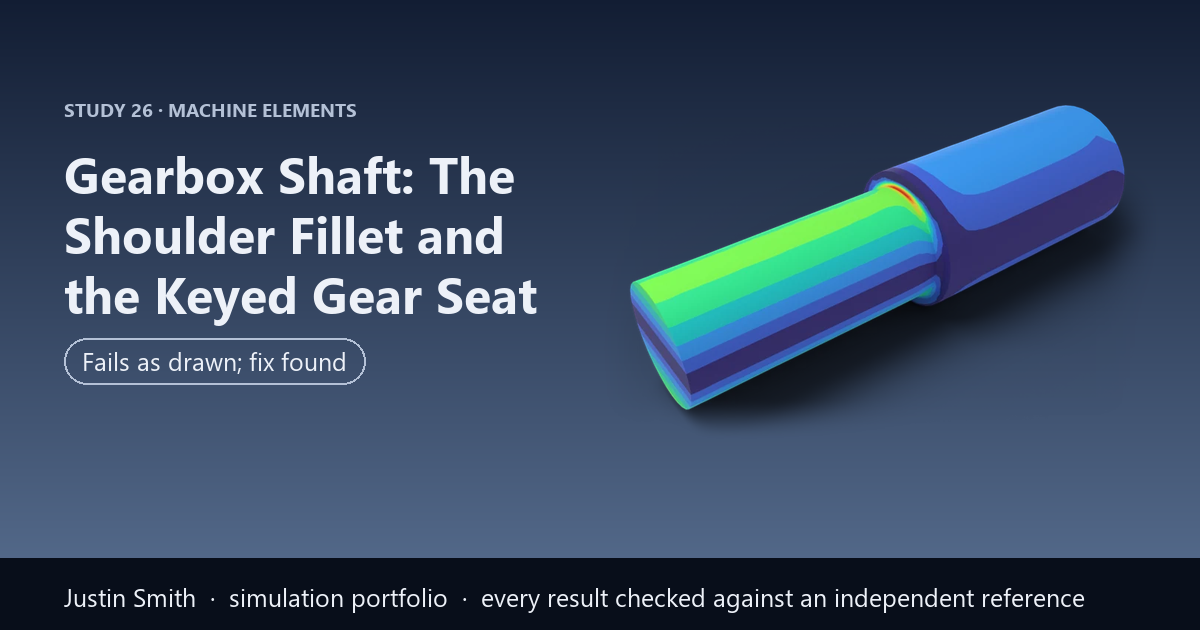 STUDY 26 · MACHINE ELEMENTS
Gearbox Shaft: The
Shoulder Fillet and
the Keyed Gear Seat
Fails as drawn; fix found
Justin Smith · simulation portfolio · every result checked against an independent reference